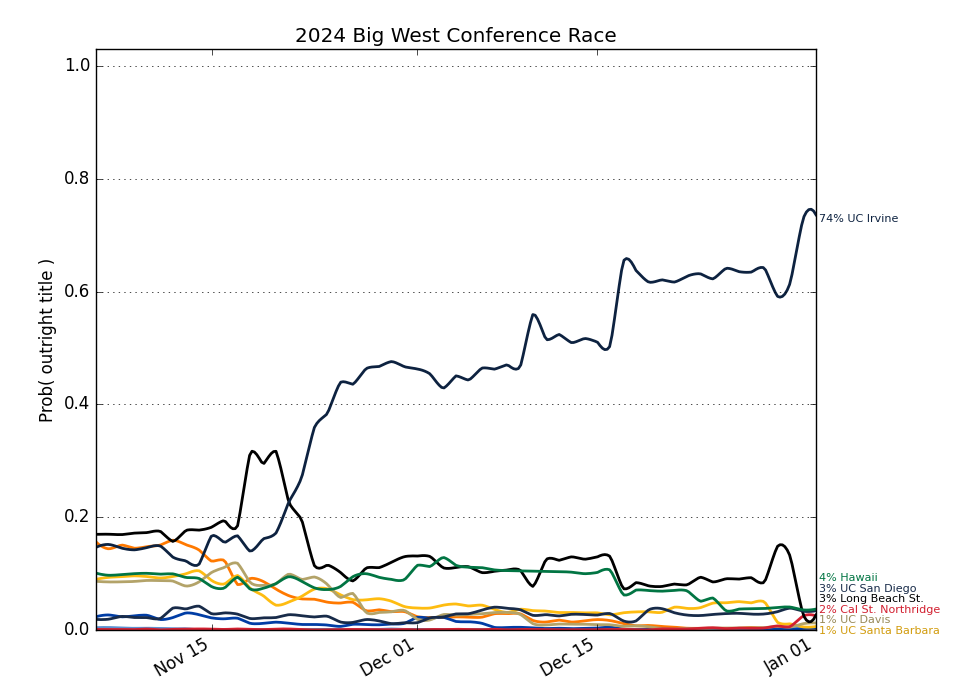 2024 Big West Conference Race
Prob( outright title )
1.0
0.8
0.6
0.4
0.2
0.0
Nov 15
Dec 01
Dec 15
Jan 01
74% UC Irvine
4% Hawaii
3% UC San Diego
3% Long Beach St.
2% Cal St. Northridge
1% UC Davis
1% UC Santa Barbara